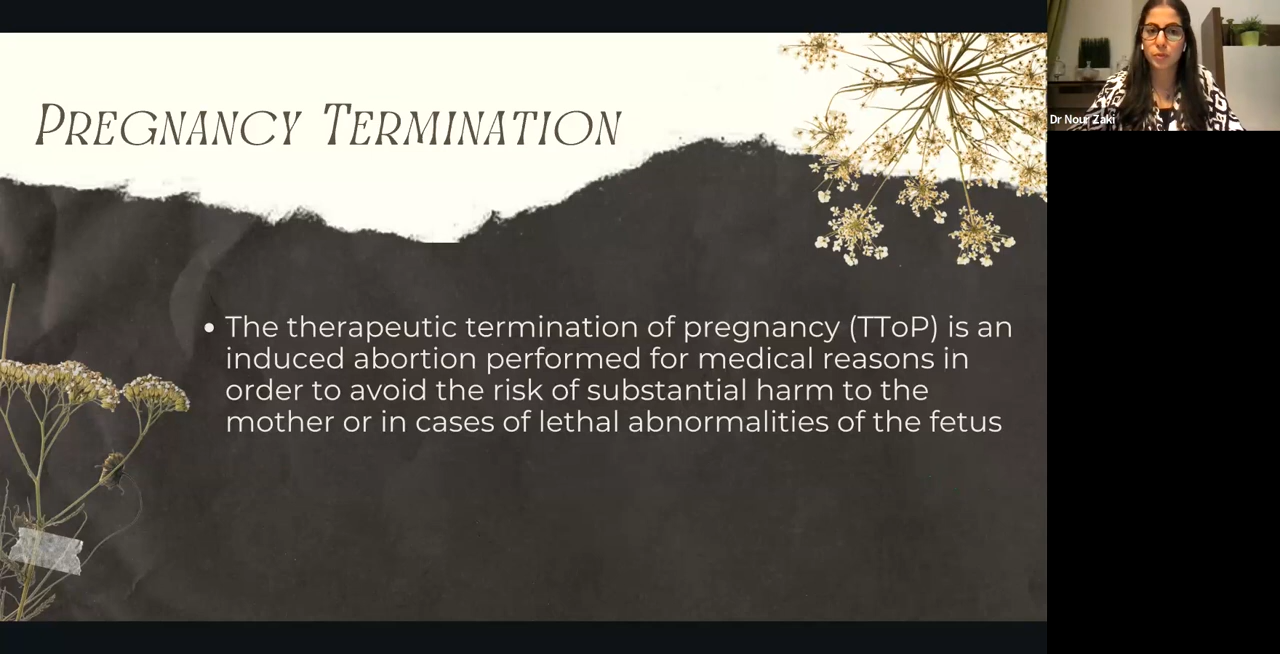 PREGNANCY TERMINATION
• The therapeutic termination of pregnancy (TToP) is an
induced abortion performed for medical reasons in
order to avoid the risk of substantial harm to the
mother or in cases of lethal abnormalities of the fetus
Dr Nour Zaki